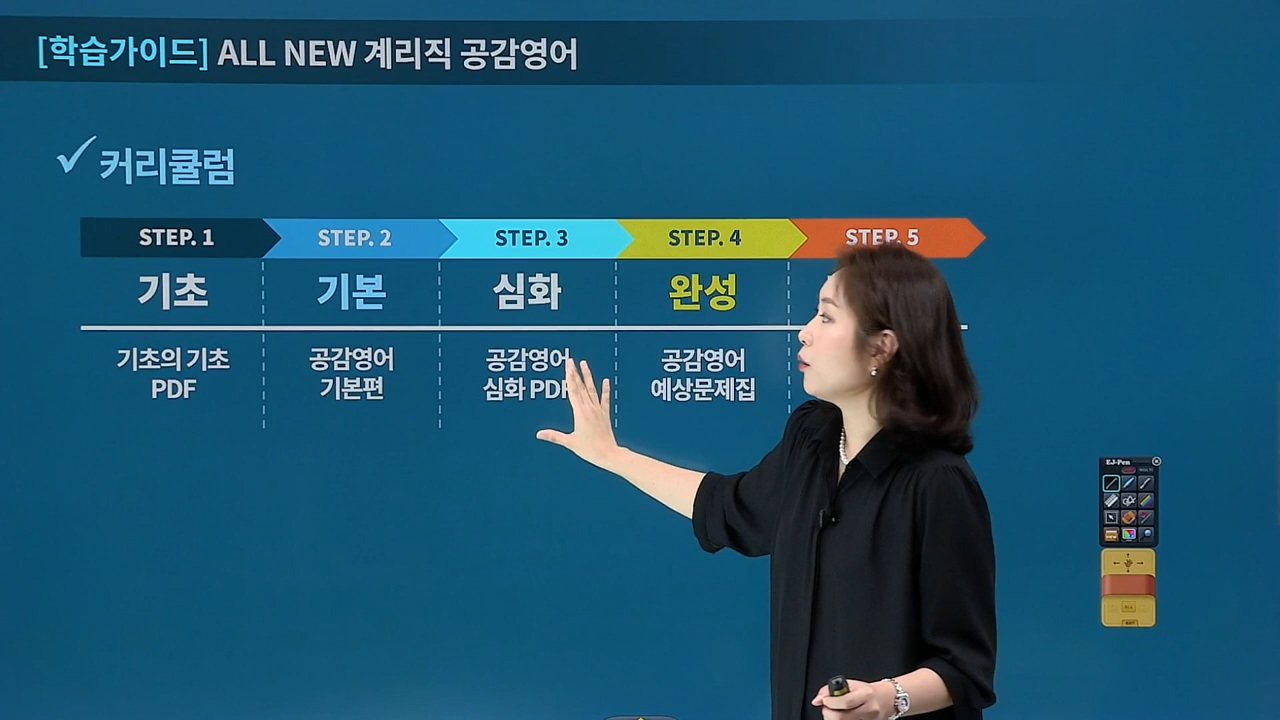 [학습가이드] ALL NEW 계리직 공감영어
커리큘럼
STEP. 1
STEP. 2
STEP. 3
STEP. 4
STEP. 5
기초
기본
심화
완성
기초의 기초
PDF
공감영어
기본편
공감영어
심화 PDF
공감영어
예상문제집
EJ-Pen
ALL